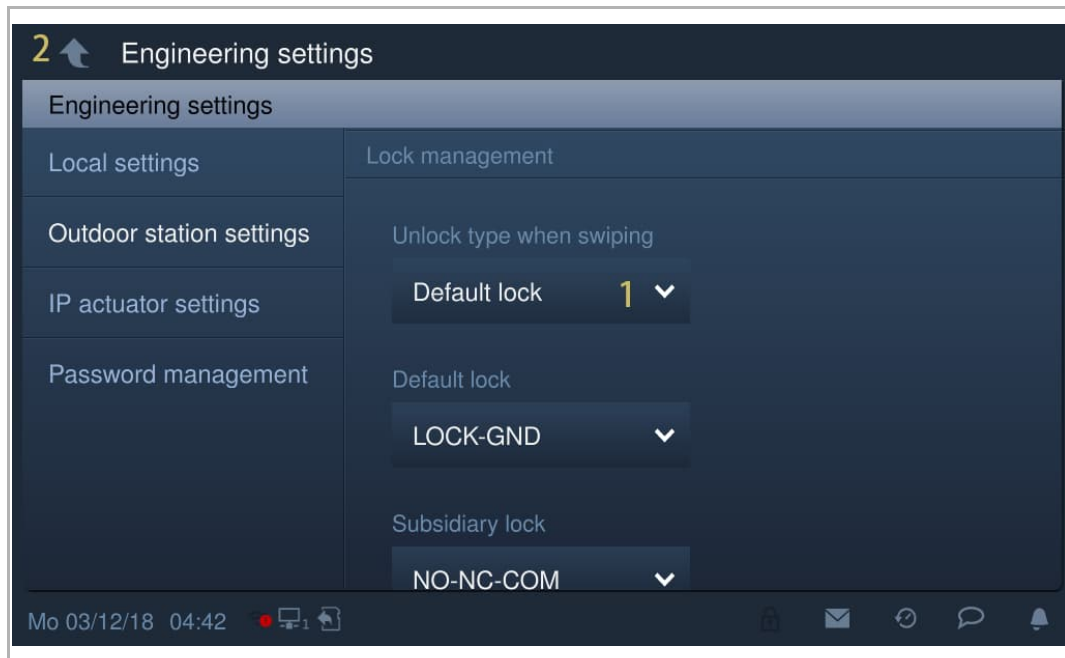 2 Engineering settings
Engineering settings
Local settings
Outdoor station settings
IP actuator settings
Password management
Lock management
Unlock type when swiping
Default lock 1
Default lock
LOCK-GND
Subsidiary lock
NO-NC-COM
Mo 03/12/18 04:42 1